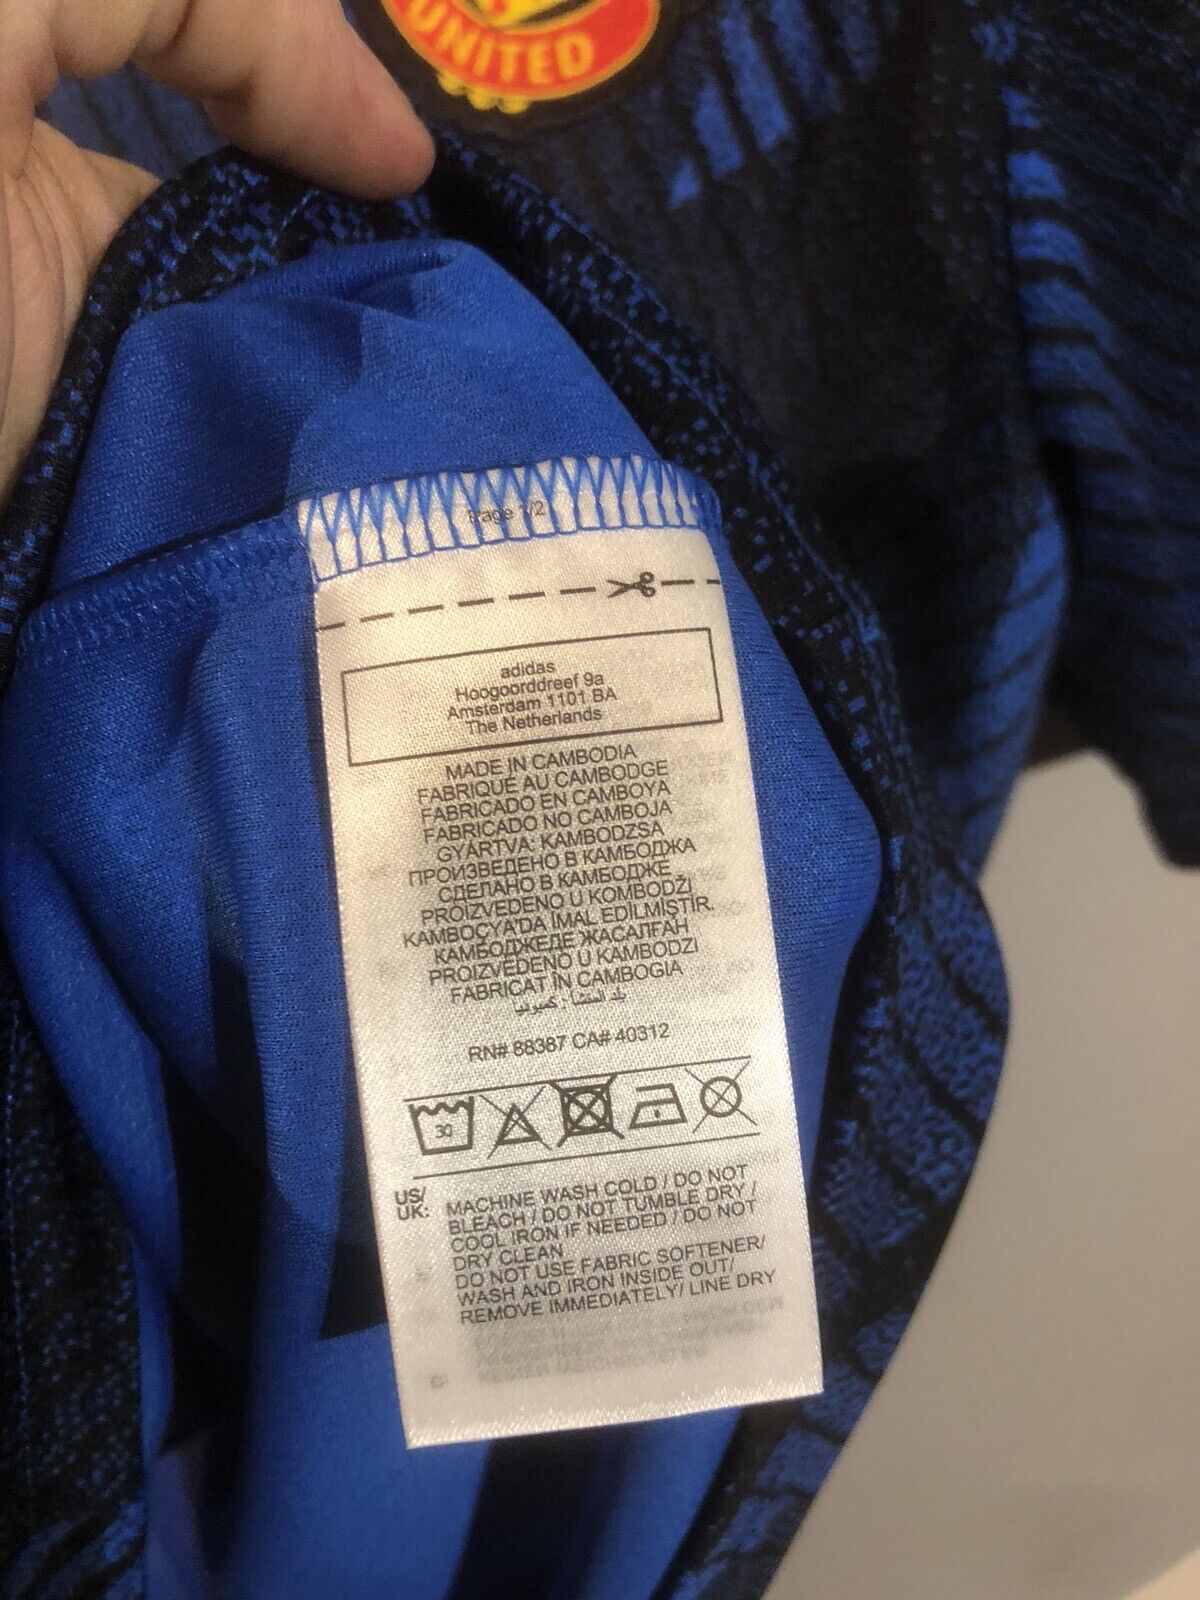 UNITED
Page 1/2
adidas
Hoogoorddreef 9a
Amsterdam 1101 BA
The Netherlands
MADE IN CAMBODIA
FABRIQUÉ AU CAMBODGE
FABRICADO EN CAMBOYA
FABRICADO NO CAMBOJA
GYÁRTVA: KAMBODZSA
ПРОИЗВЕДЕНО В КАМБОДЖА
СДЕЛАНО В КАМБОДЖЕ
PROIZVEDENO U KOMBODŽI
KAMBOÇYA'DA İMAL EDİLMİŞTİR.
КАМБОДЖЕДЕ ЖАСАЛҒАН
PROIZVEDENO U KAMBODZI
FABRICAT ÎN CAMBOGIA
بلد المنشأ: كمبوديا
RN# 88387 CA# 40312
30
US/
UK:
MACHINE WASH COLD / DO NOT
BLEACH / DO NOT TUMBLE DRY /
COOL IRON IF NEEDED / DO NOT
DRY CLEAN
DO NOT USE FABRIC SOFTENER/
WASH AND IRON INSIDE OUT/
REMOVE IMMEDIATELY/ LINE DRY